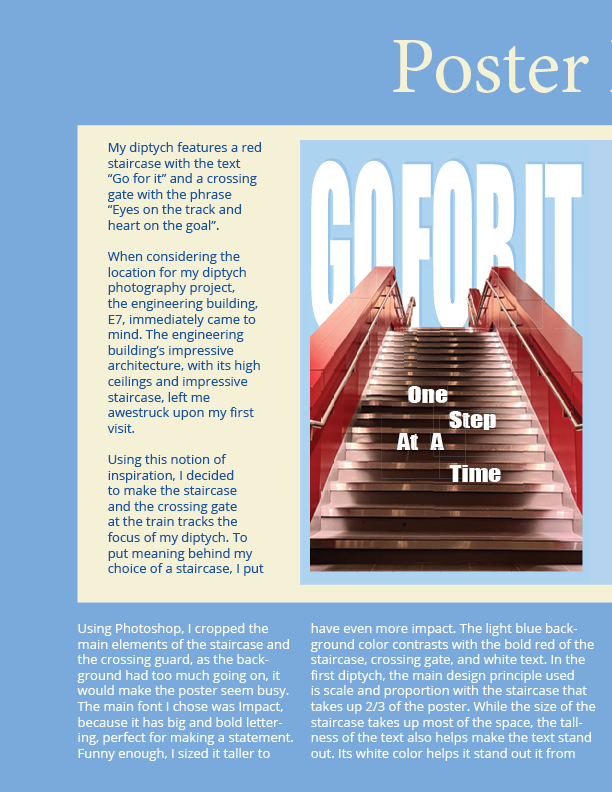 Poster
My diptych features a red
staircase with the text
“Go for it” and a crossing
gate with the phrase
“Eyes on the track and
heart on the goal”.
When considering the
location for my diptych
photography project,
the engineering building,
E7, immediately came to
mind. The engineering
building’s impressive
architecture, with its high
ceilings and impressive
staircase, left me
awestruck upon my first
visit.
Using this notion of
inspiration, I decided
to make the staircase
and the crossing gate
at the train tracks the
focus of my diptych. To
put meaning behind my
choice of a staircase, I put
GO FOR IT
One
Step
At A
Time
Using Photoshop, I cropped the
main elements of the staircase and
the crossing guard, as the back-
ground had too much going on, it
would make the poster seem busy.
The main font I chose was Impact,
because it has big and bold letter-
ing, perfect for making a statement.
Funny enough, I sized it taller to
have even more impact. The light blue back-
ground color contrasts with the bold red of the
staircase, crossing gate, and white text. In the
first diptych, the main design principle used
is scale and proportion with the staircase that
takes up 2/3 of the poster. While the size of the
staircase takes up most of the space, the tall-
ness of the text also helps make the text stand
out. Its white color helps it stand out it from